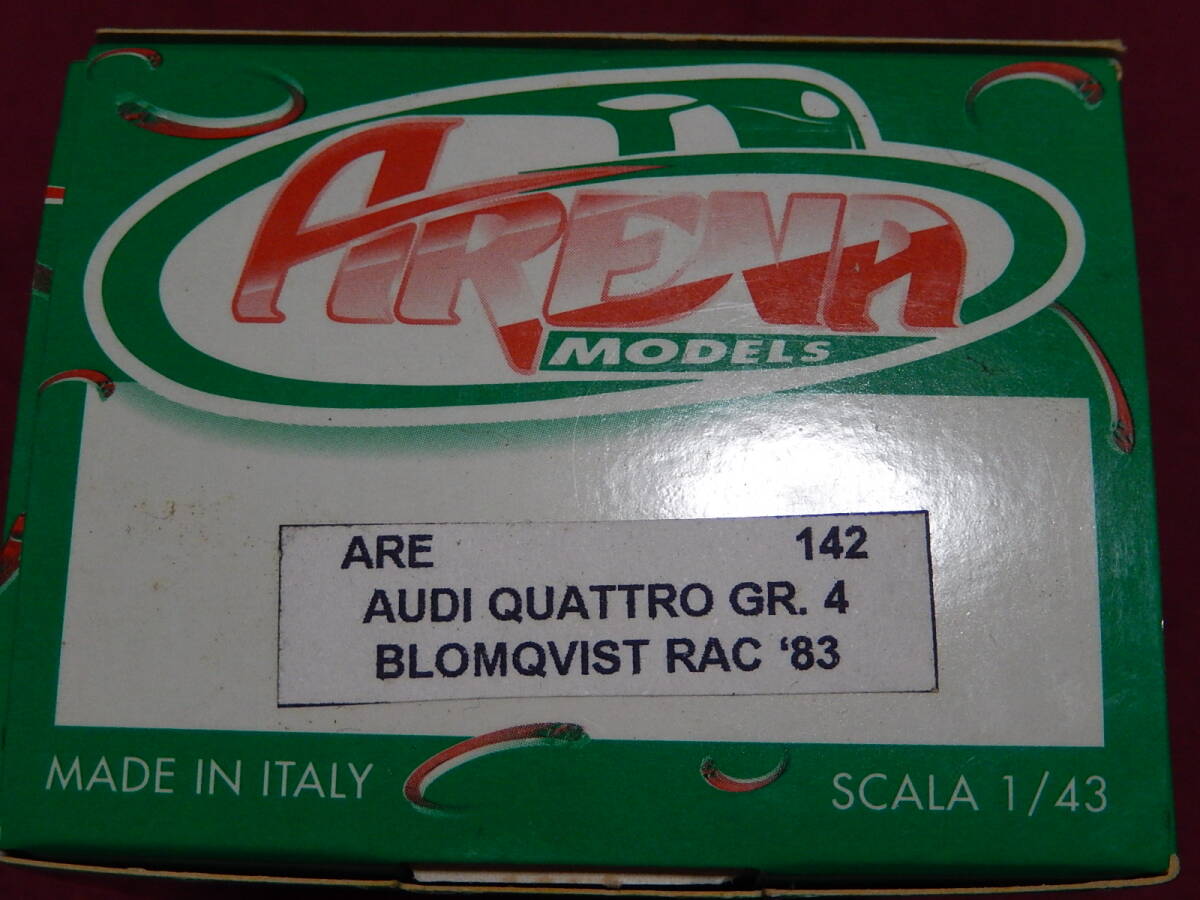 ARENA
MODELS
ARE 142
AUDI QUATTRO GR. 4
BLOMQVIST RAC ‘83
MADE IN ITALY SCALA 1/43